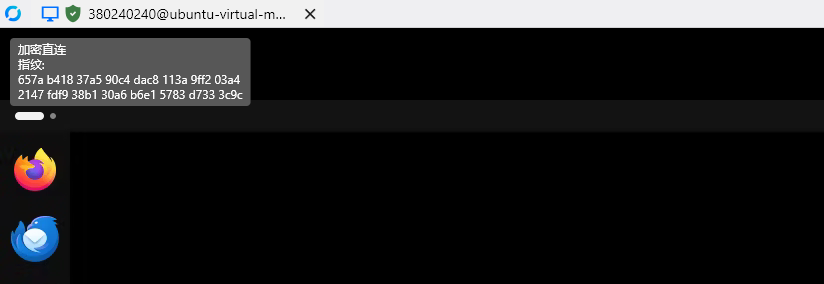 380240240@ubuntu-virtual-m...
加密直连
指纹:
657a b418 37a5 90c4 dac8 113a 9ff2 03a4
2147 fdf9 38b1 30a6 b6e1 5783 d733 3c9c